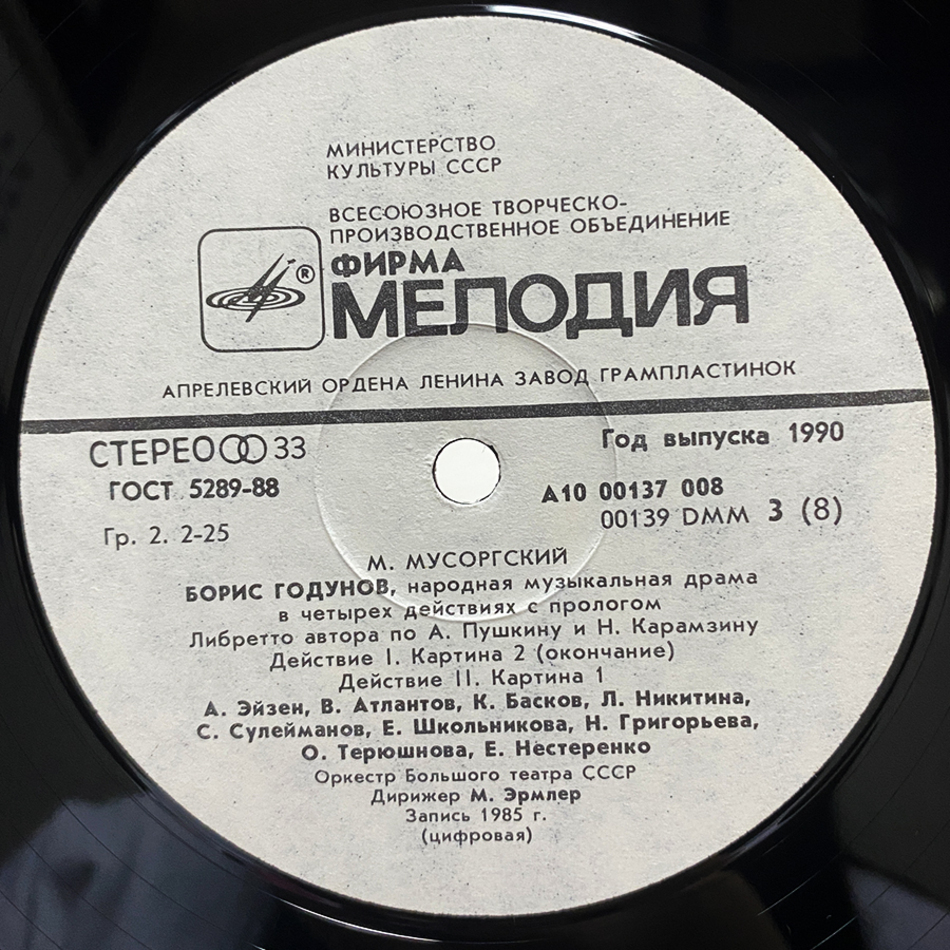 МИНИСТЕРСТВО
КУЛЬТУРЫ СССР
ВСЕСОЮЗНОЕ ТВОРЧЕСКО-
ПРОИЗВОДСТВЕННОЕ ОБЪЕДИНЕНИЕ
®
ФИРМА
МЕЛОДИЯ
АПРЕЛЕВСКИЙ ОРДЕНА ЛЕНИНА ЗАВОД ГРАМПЛАСТИНОК
СТЕРЕО 33
Год выпуска 1990
ГОСТ 5289-88
А10 00137 008
Гр. 2. 2-25
00139 DMM 3 (8)
М. МУСОРГСКИЙ
БОРИС ГОДУНОВ, народная музыкальная драма
в четырех действиях с прологом
Либретто автора по А. Пушкину и Н. Карамзину
Действие I. Картина 2 (окончание)
Действие II. Картина 1
А. Эйзен, В. Атлантов, К. Басков, Л. Никитина,
С. Сулейманов, Е. Школьникова, Н. Григорьева,
О. Терюшнова, Е. Нестеренко
Оркестр Большого театра СССР
Дирижер М. Эрмлер
Запись 1985 г.
(цифровая)